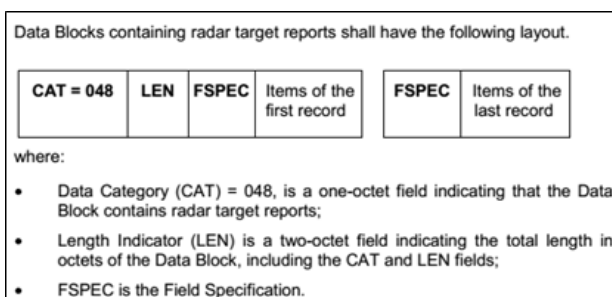 Data Blocks containing radar target reports shall have the following layout.
CAT = 048 LEN FSPEC Items of the first record FSPEC Items of the last record
where:
• Data Category (CAT) = 048, is a one-octet field indicating that the Data
Block contains radar target reports;
• Length Indicator (LEN) is a two-octet field indicating the total length in
octets of the Data Block, including the CAT and LEN fields;
• FSPEC is the Field Specification.